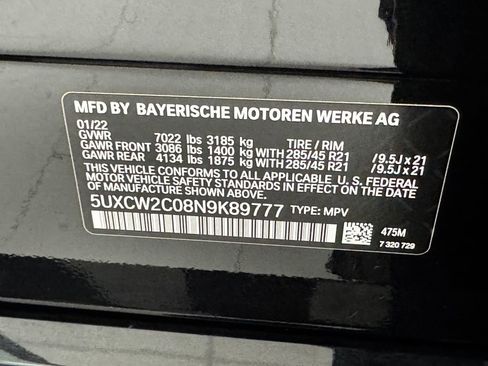 MFD BY BAYERISCHE MOTOREN WERKE AG
01/22
GVWR 7022 lbs 3185 kg TIRE / RIM
GAWR FRONT 3086 lbs 1400 kg WITH 285/45 R21 /9.5J x 21
GAWR REAR 4134 lbs 1875 kg WITH 285/45 R21 /9.5J x 21
THIS VEHICLE CONFORMS TO ALL APPLICABLE U.S. FEDERAL
MOTOR VEHICLE SAFETY STANDARDS IN EFFECT ON THE DATE OF
MANUFACTURE SHOWN ABOVE.
5UXCW2C08N9K89777 TYPE: MPV
475M
7 320 729